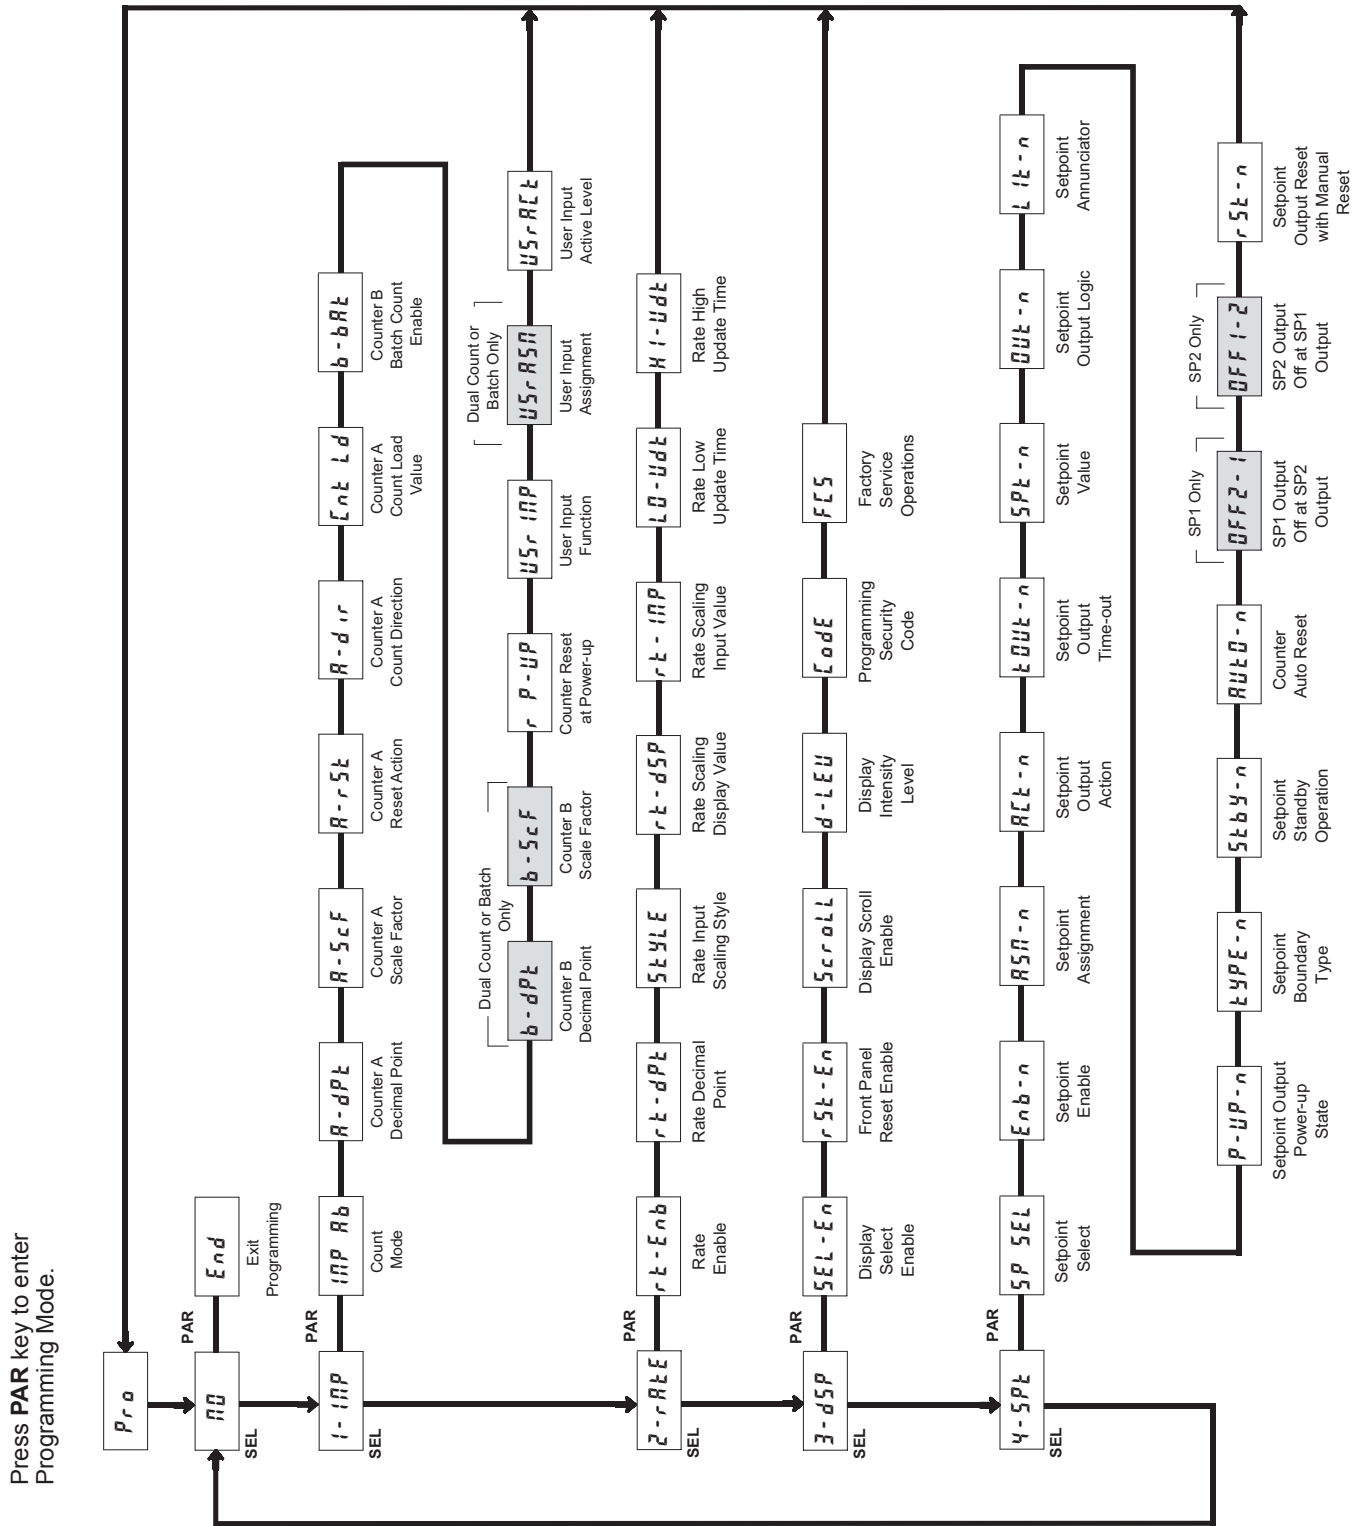 Press PAR key to enter
Programming Mode.
Pro
NO
SEL
PAR
End
Exit
Programming
1-INP
SEL
PAR
INP Ab
Count
Mode
A-dPt
Counter A
Decimal Point
A-ScF
Counter A
Scale Factor
A-rSt
Counter A
Reset Action
A-dir
Counter A
Count Direction
Cnt Ld
Counter A
Count Load
Value
b-bAt
Counter B
Batch Count
Enable
Dual Count or Batch
Only
b-dPt
Counter B
Decimal Point
b-ScF
Counter B
Scale Factor
r P-UP
Counter Reset
at Power-up
USr INP
User Input
Function
Dual Count or
Batch Only
USrASN
User Input
Assignment
USrACt
User Input
Active Level
2-rAtE
SEL
PAR
rt-Enb
Rate
Enable
rt-dPt
Rate Decimal
Point
StYLE
Rate Input
Scaling Style
rt-dSP
Rate Scaling
Display Value
rt-INP
Rate Scaling
Input Value
LO-Udt
Rate Low
Update Time
HI-Udt
Rate High
Update Time
3-dSP
SEL
PAR
SEL-En
Display
Select
Enable
rSt-En
Front Panel
Reset Enable
ScroLL
Display Scroll
Enable
d-LEV
Display
Intensity
Level
CodE
Programming
Security
Code
FCS
Factory
Service
Operations
4-SPt
SEL
PAR
SP SEL
Setpoint
Select
Enb-n
Setpoint
Enable
ASN-n
Setpoint
Assignment
ACt-n
Setpoint
Output
Action
tOUt-n
Setpoint
Output
Time-out
SPt-n
Setpoint
Value
OUt-n
Setpoint
Output Logic
LIt-n
Setpoint
Annunciator
P-UP-n
Setpoint Output
Power-up
State
tYPE-n
Setpoint
Boundary
Type
Stby-n
Setpoint
Standby
Operation
AUtO-n
Counter
Auto Reset
SP1 Only
OFF2-1
SP1 Output
Off at SP2
Output
SP2 Only
OFF1-2
SP2 Output
Off at SP1
Output
rSt-n
Setpoint
Output Reset
with Manual
Reset